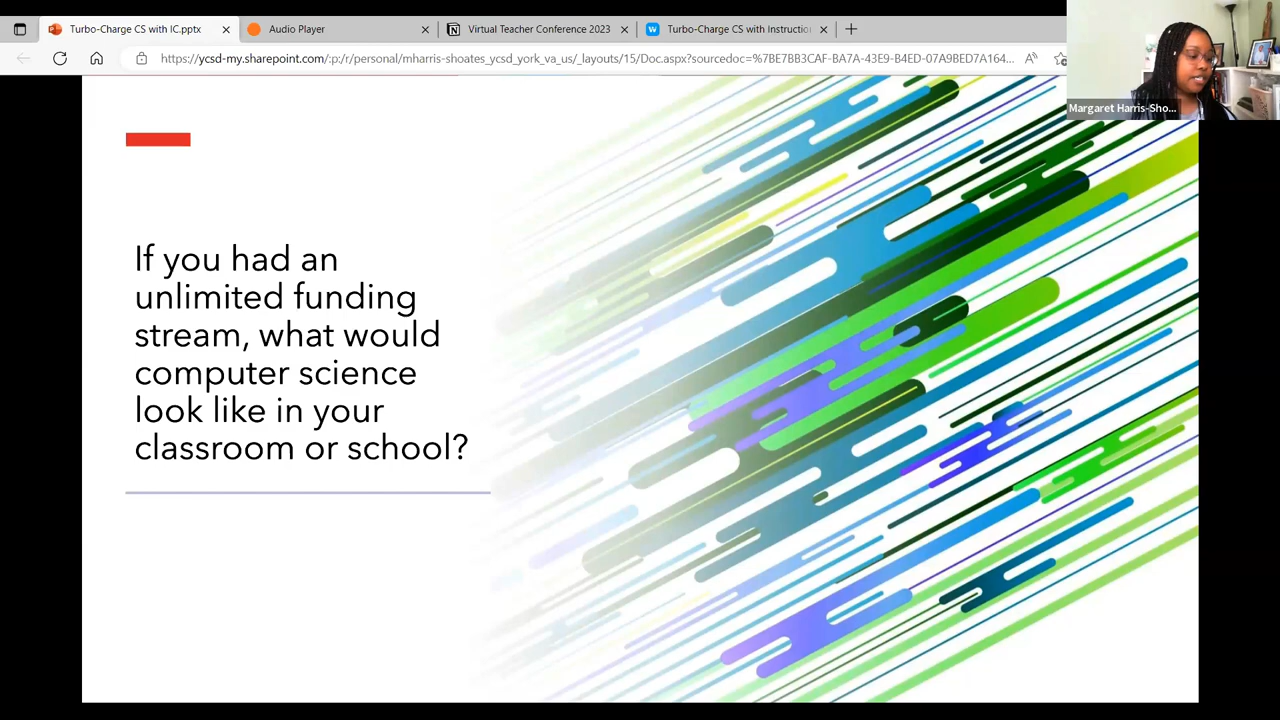 Turbo-Charge CS with IC.pptx
Audio Player
Virtual Teacher Conference 2023
Turbo-Charge CS with Instructio
https://ycsd-my.sharepoint.com/:p:/r/personal/mharris-shoates_ycsd_york_va_us/_layouts/15/Doc.aspx?sourcedoc=%7BE7BB3CAF-BA7A-43E9-B4ED-07A9BED7A164...
Margaret Harris-Sho...
If you had an
unlimited funding
stream, what would
computer science
look like in your
classroom or school?